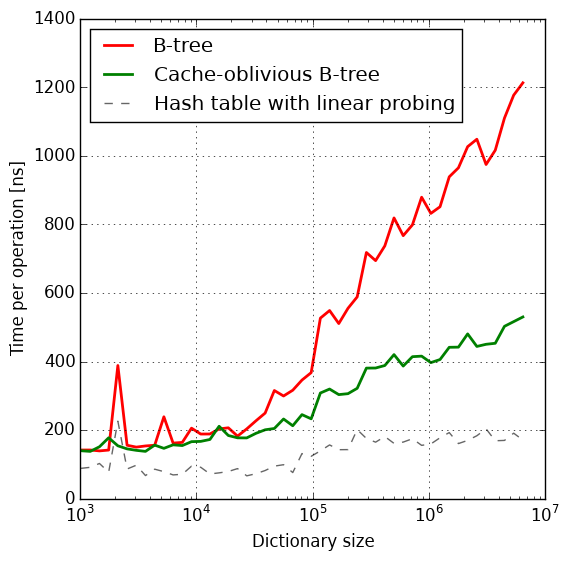 1400
1200
1000
800
600
400
200
0
Time per operation [ns]
B-tree
Cache-oblivious B-tree
Hash table with linear probing
10³ 10⁴ 10⁵ 10⁶ 10⁷
Dictionary size